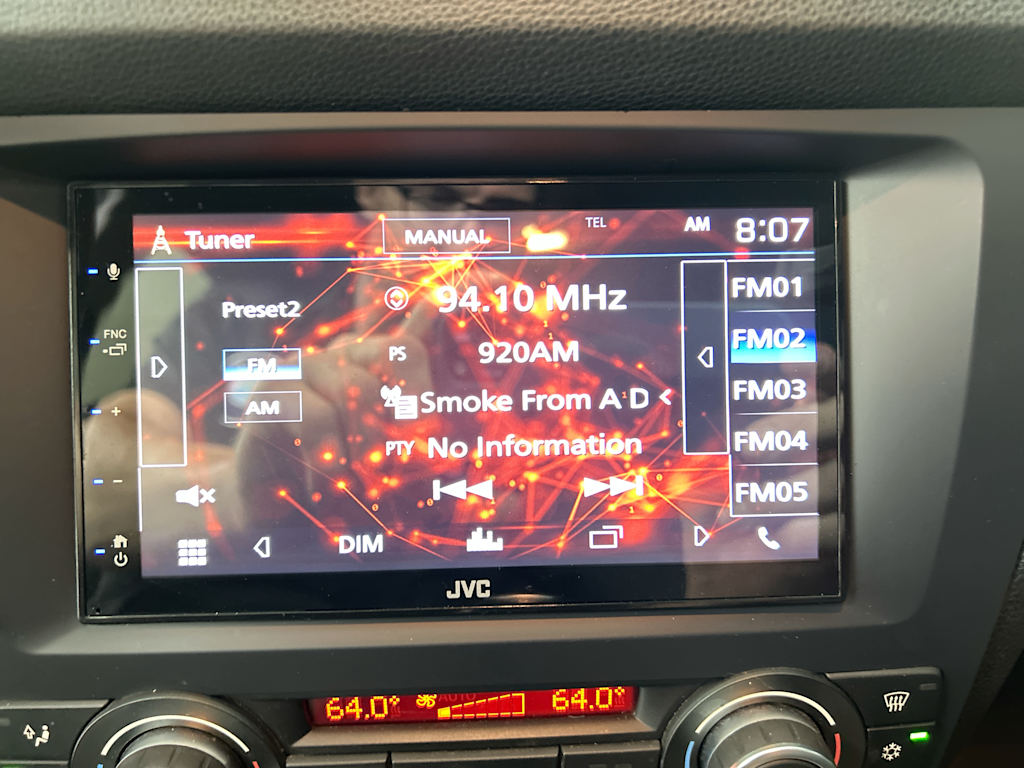 Tuner
MANUAL
TEL
AM 8:07
Preset2
94.10 MHz
FM01
FM
PS 920AM
FM02
AM
Smoke From A D <
FM03
PTY No Information
FM04
FM05
DIM
FNC
+
-
JVC
64.0°F AUTO 64.0°F